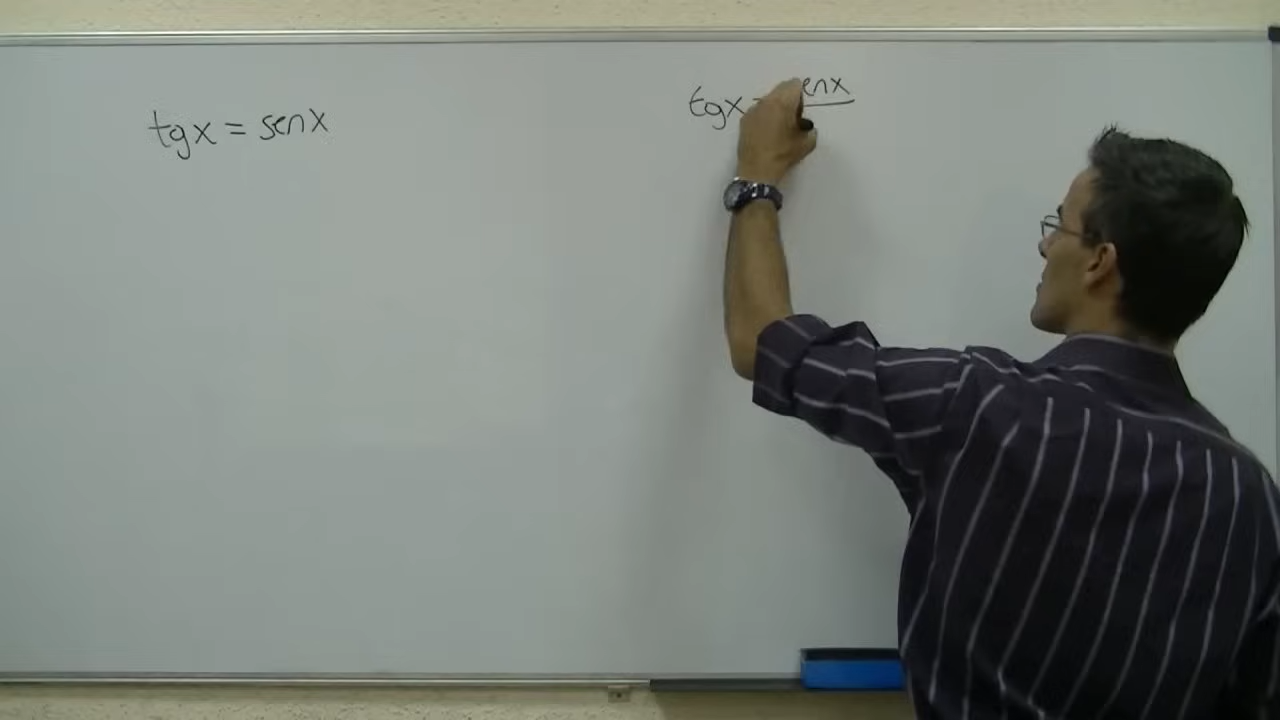 tgx = senx
tgx = senx